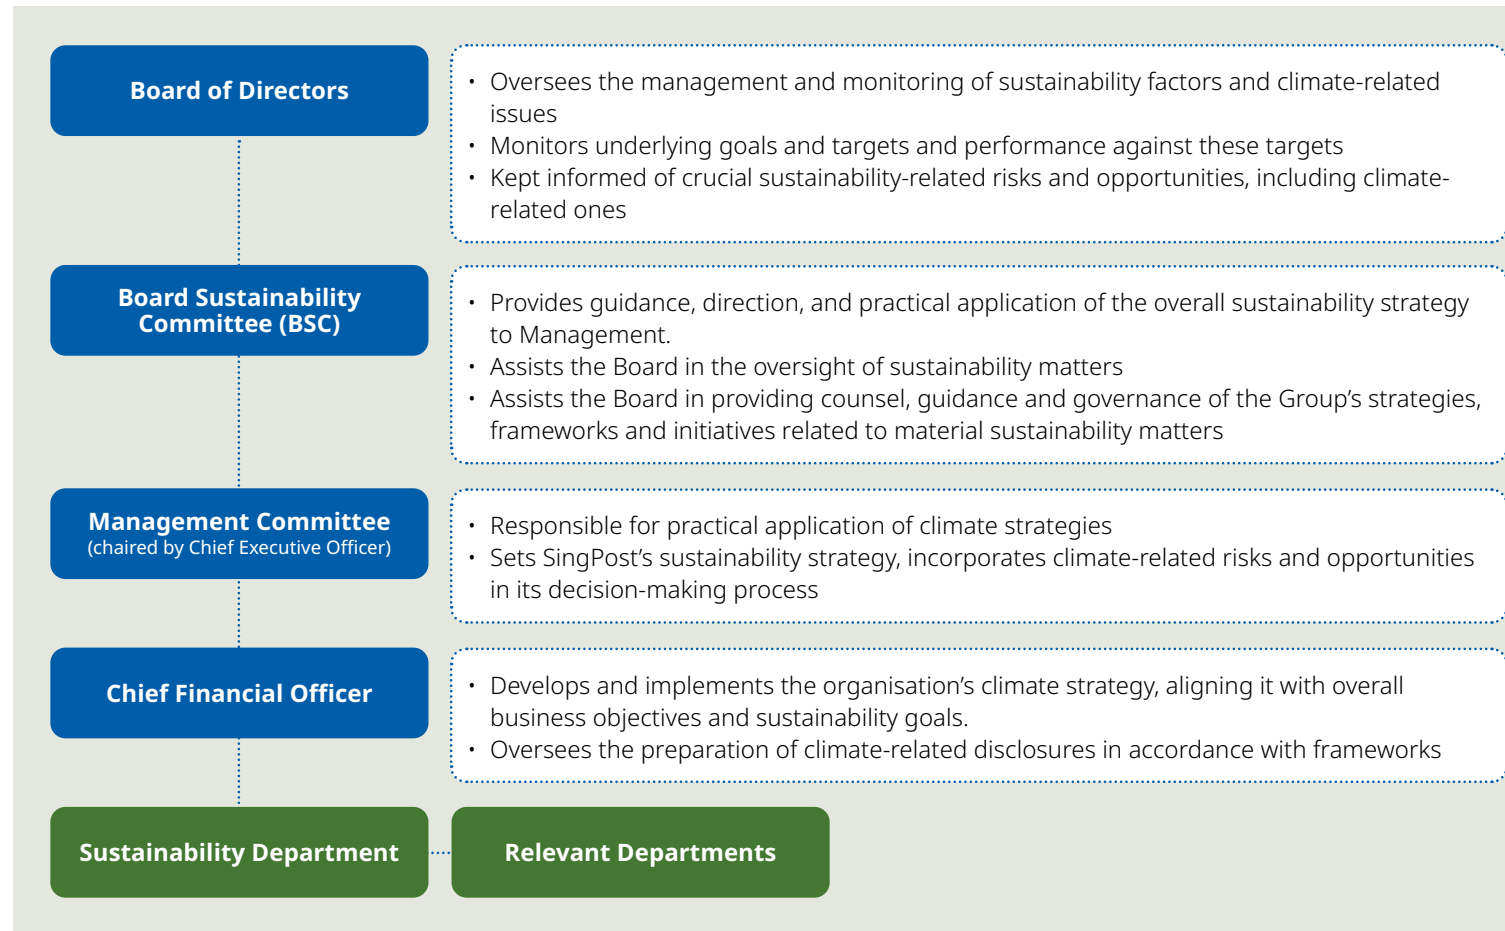 Board of Directors
• Oversees the management and monitoring of sustainability factors and climate-related
issues
• Monitors underlying goals and targets and performance against these targets
• Kept informed of crucial sustainability-related risks and opportunities, including climate-
related ones
Board Sustainability
Committee (BSC)
• Provides guidance, direction, and practical application of the overall sustainability strategy
to Management.
• Assists the Board in the oversight of sustainability matters
• Assists the Board in providing counsel, guidance and governance of the Group’s strategies,
frameworks and initiatives related to material sustainability matters
Management Committee
(chaired by Chief Executive Officer)
• Responsible for practical application of climate strategies
• Sets SingPost’s sustainability strategy, incorporates climate-related risks and opportunities
in its decision-making process
Chief Financial Officer
• Develops and implements the organisation’s climate strategy, aligning it with overall
business objectives and sustainability goals.
• Oversees the preparation of climate-related disclosures in accordance with frameworks
Sustainability Department
Relevant Departments